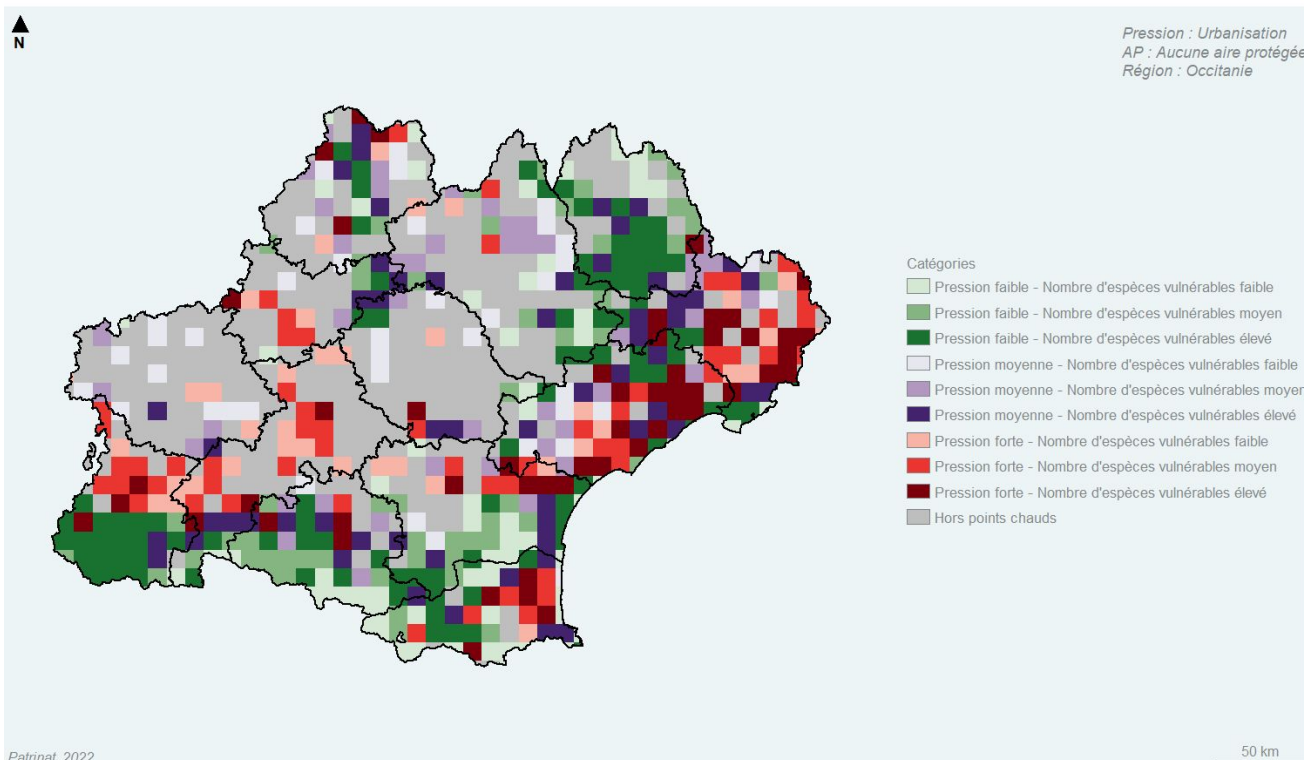 N
Pression : Urbanisation
AP : Aucune aire protégée
Région : Occitanie
Catégories
Pression faible - Nombre d'espèces vulnérables faible
Pression faible - Nombre d'espèces vulnérables moyen
Pression faible - Nombre d'espèces vulnérables élevé
Pression moyenne - Nombre d'espèces vulnérables faible
Pression moyenne - Nombre d'espèces vulnérables moyen
Pression moyenne - Nombre d'espèces vulnérables élevé
Pression forte - Nombre d'espèces vulnérables faible
Pression forte - Nombre d'espèces vulnérables moyen
Pression forte - Nombre d'espèces vulnérables élevé
Hors points chauds
Patrinat, 2022
50 km